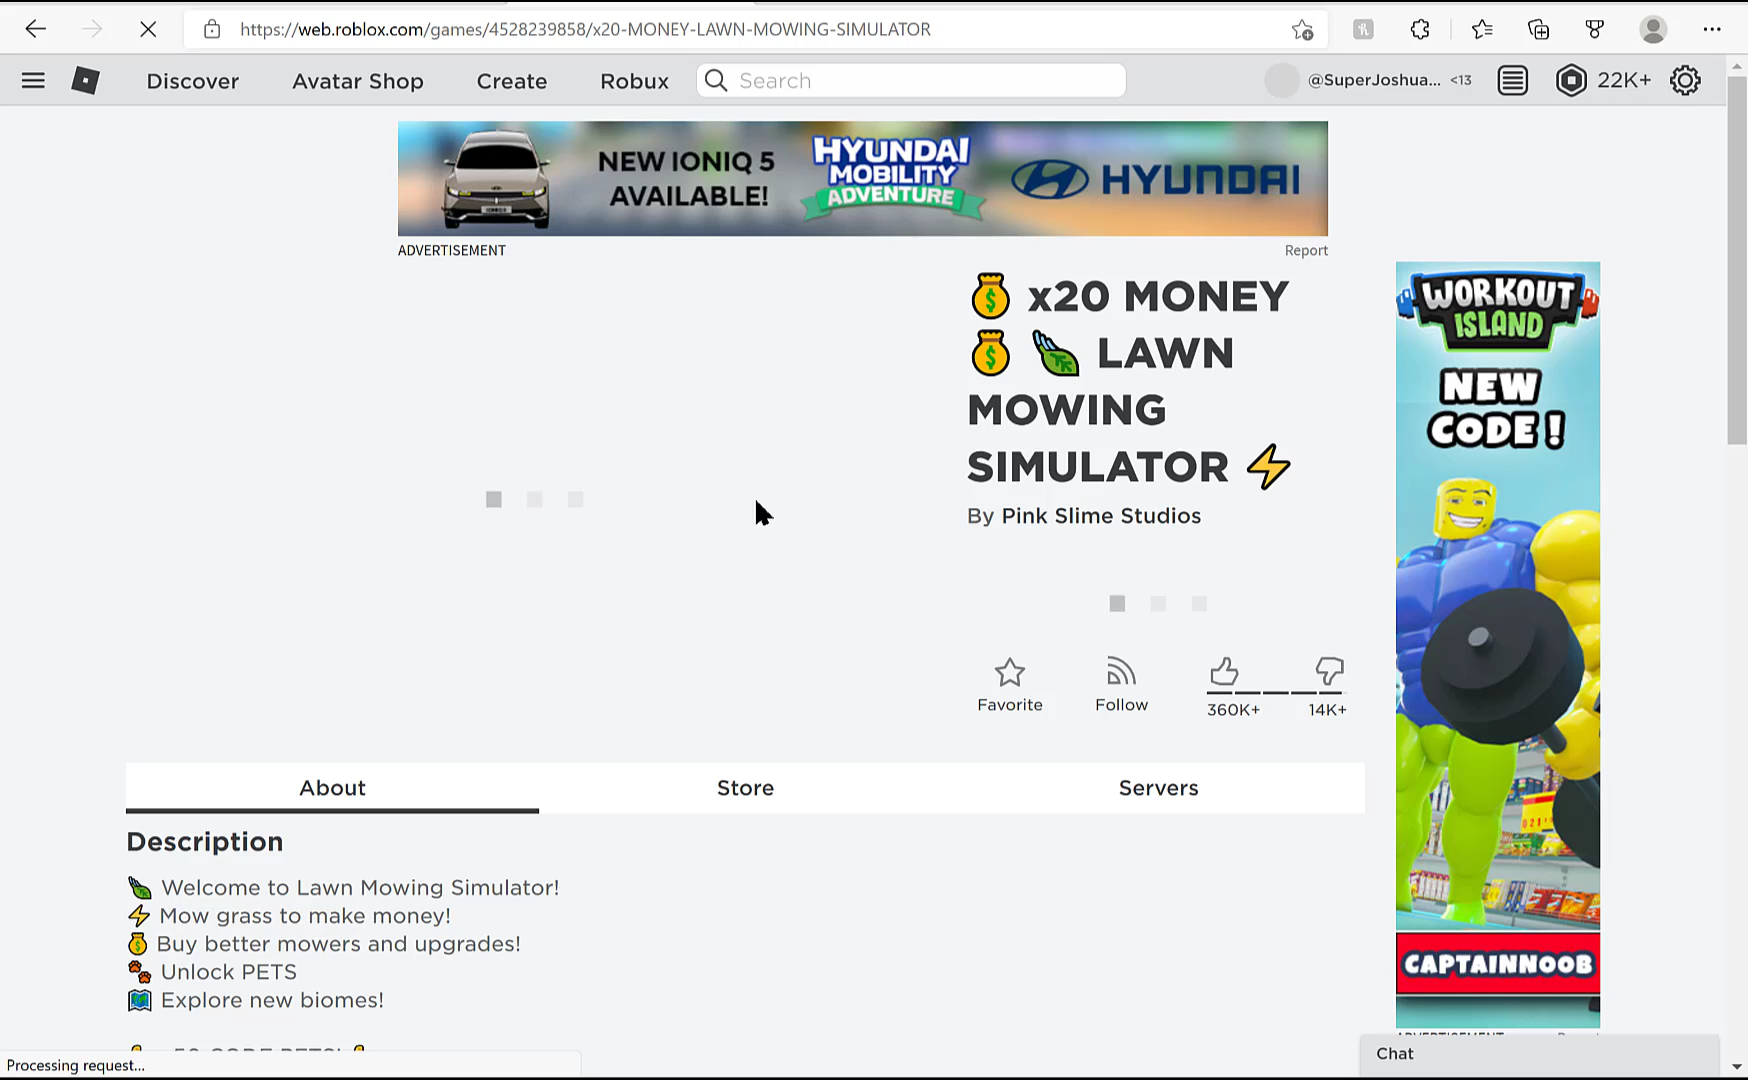 https://web.roblox.com/games/4528239858/x20-MONEY-LAWN-MOWING-SIMULATOR
Discover
Avatar Shop
Create
Robux
Search
@SuperJoshua... <13
22K+
NEW IONIQ 5
AVAILABLE!
HYUNDAI
MOBILITY
ADVENTURE
HYUNDAI
ADVERTISEMENT
Report
💰 x20 MONEY
💰 🍃 LAWN
MOWING
SIMULATOR ⚡
By Pink Slime Studios
Favorite
Follow
360K+
14K+
WORKOUT
ISLAND
NEW
CODE!
CAPTAINNOOB
About
Store
Servers
Description
🍃 Welcome to Lawn Mowing Simulator!
⚡ Mow grass to make money!
💰 Buy better mowers and upgrades!
🐾 Unlock PETS
🗺️ Explore new biomes!
Processing request...
Chat